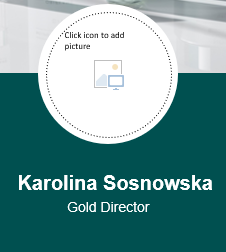 Click icon to add
picture
Karolina Sosnowska
Gold Director